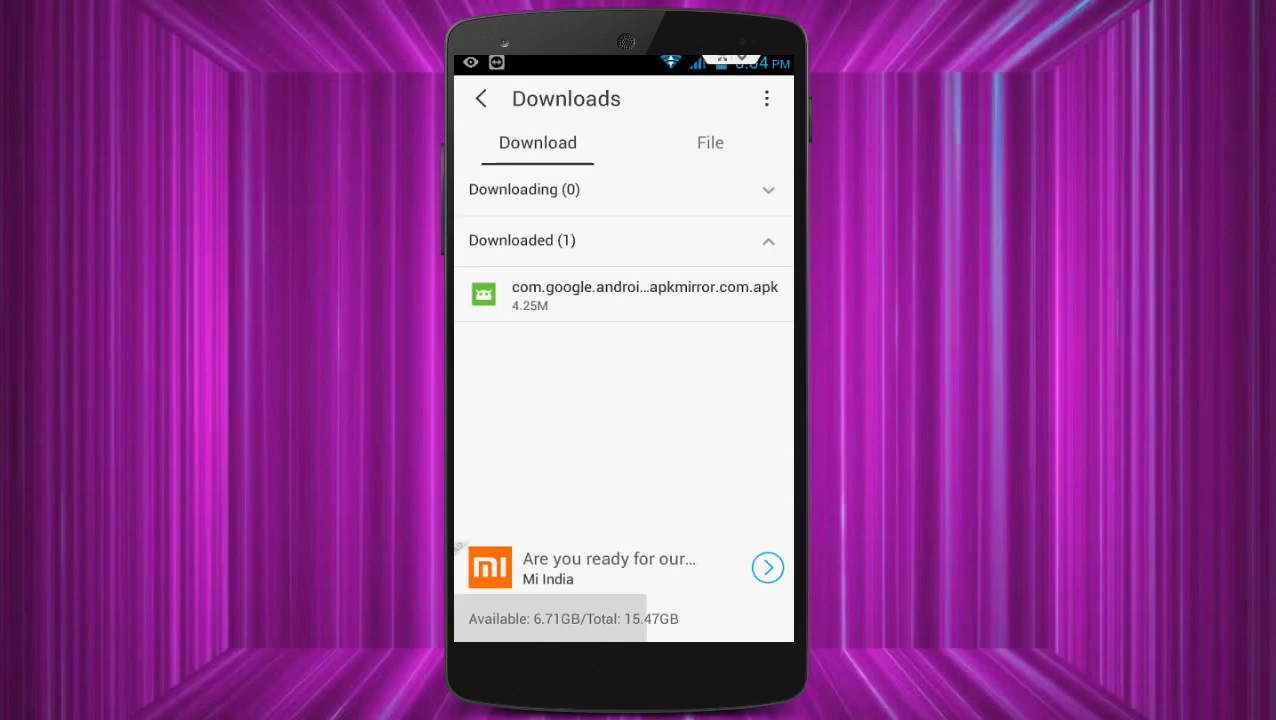 PM
Downloads
Download
File
Downloading (0)
Downloaded (1)
com.google.androi...apkmirror.com.apk
4.25M
Are you ready for our...
Mi India
Available: 6.71GB/Total: 15.47GB